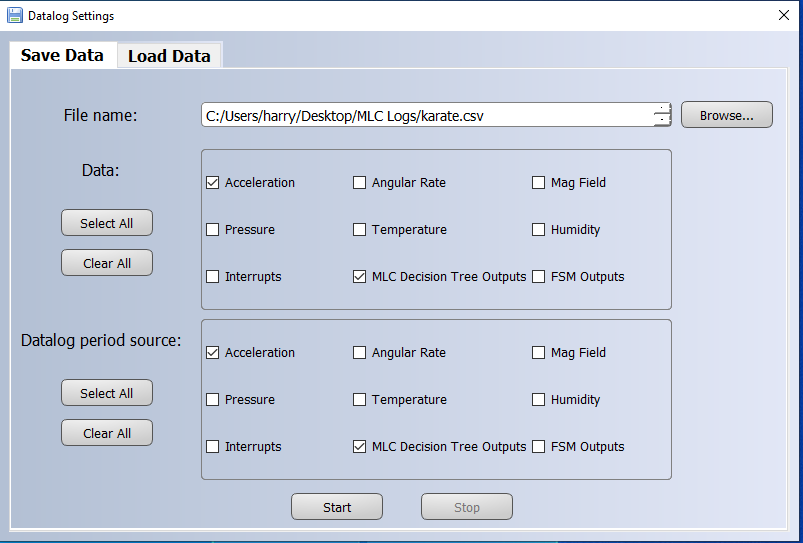 Datalog Settings
Save Data Load Data
File name: C:/Users/harry/Desktop/MLC Logs/karate.csv Browse...
Data:
Acceleration Angular Rate Mag Field
Select All
Pressure Temperature Humidity
Clear All
Interrupts MLC Decision Tree Outputs FSM Outputs
Datalog period source:
Acceleration Angular Rate Mag Field
Select All
Pressure Temperature Humidity
Clear All
Interrupts MLC Decision Tree Outputs FSM Outputs
Start Stop